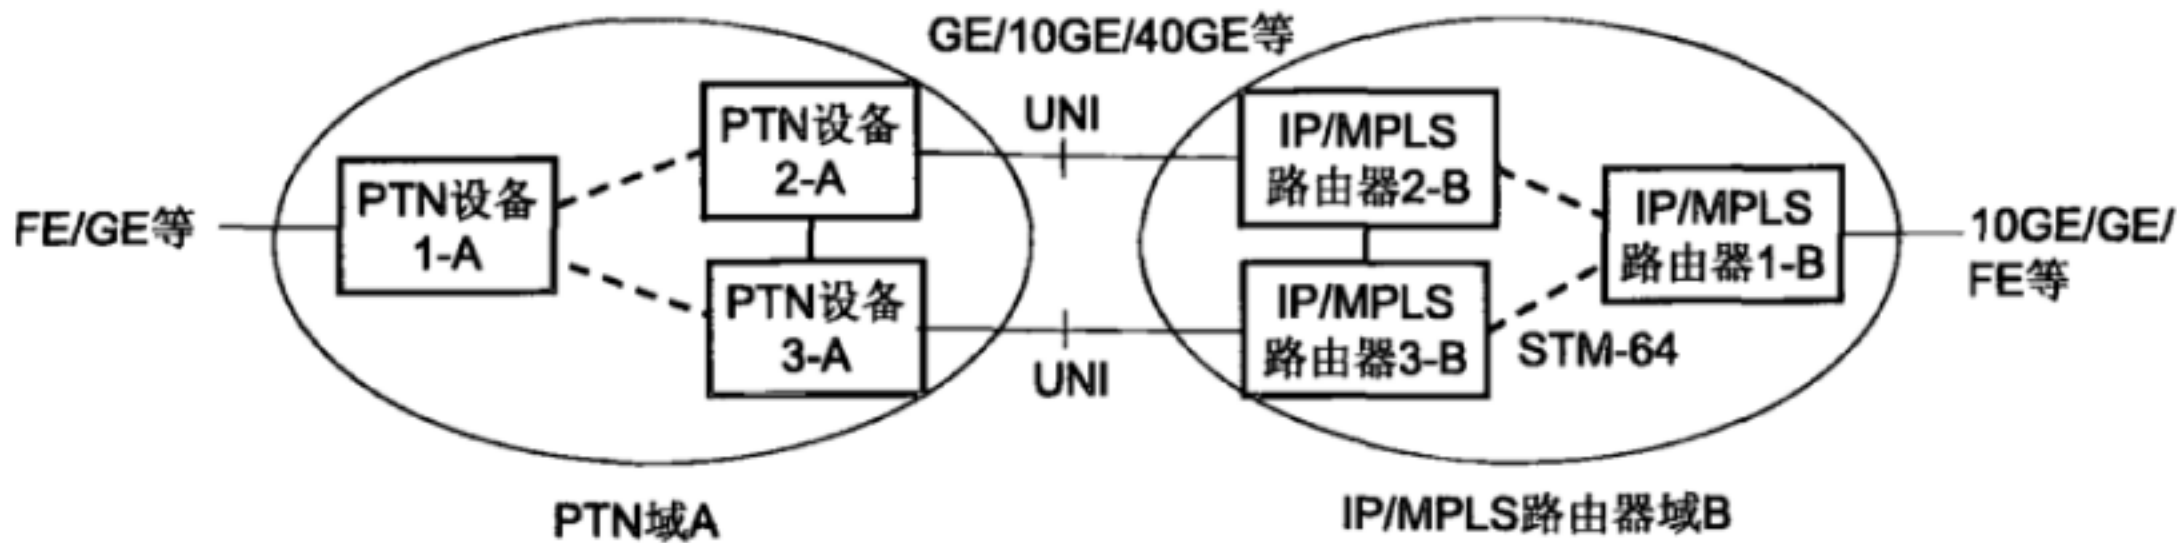 GE/10GE/40GE等
PTN设备
2-A
UNI
IP/MPLS
路由器2-B
FE/GE等
PTN设备
1-A
IP/MPLS
路由器1-B
10GE/GE/
FE等
PTN设备
3-A
UNI
IP/MPLS
路由器3-B
STM-64
PTN域A
IP/MPLS路由器域B